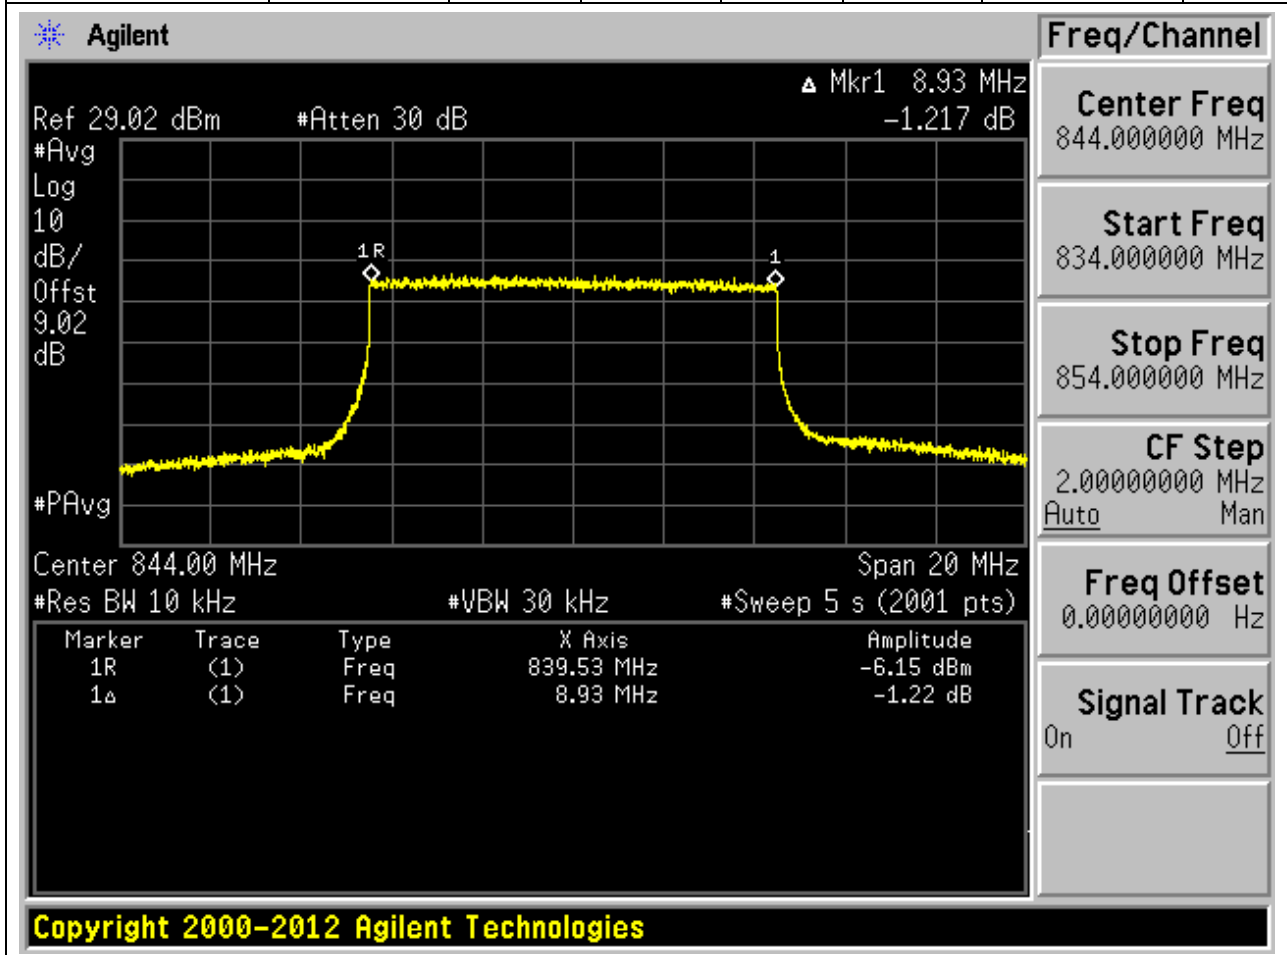 Agilent
Freq/Channel
▵ Mkr1 8.93 MHz
Ref 29.02 dBm #Atten 30 dB −1.217 dB
#Avg
Log
10
dB/
Offst
9.02
dB
1R
1
#PAvg
Center 844.00 MHz Span 20 MHz
#Res BW 10 kHz #VBW 30 kHz #Sweep 5 s (2001 pts)
Marker Trace Type X Axis Amplitude
1R (1) Freq 839.53 MHz −6.15 dBm
1▵ (1) Freq 8.93 MHz −1.22 dB
Center Freq
844.000000 MHz
Start Freq
834.000000 MHz
Stop Freq
854.000000 MHz
CF Step
2.00000000 MHz
Auto Man
Freq Offset
0.00000000 Hz
Signal Track
On Off
Copyright 2000–2012 Agilent Technologies